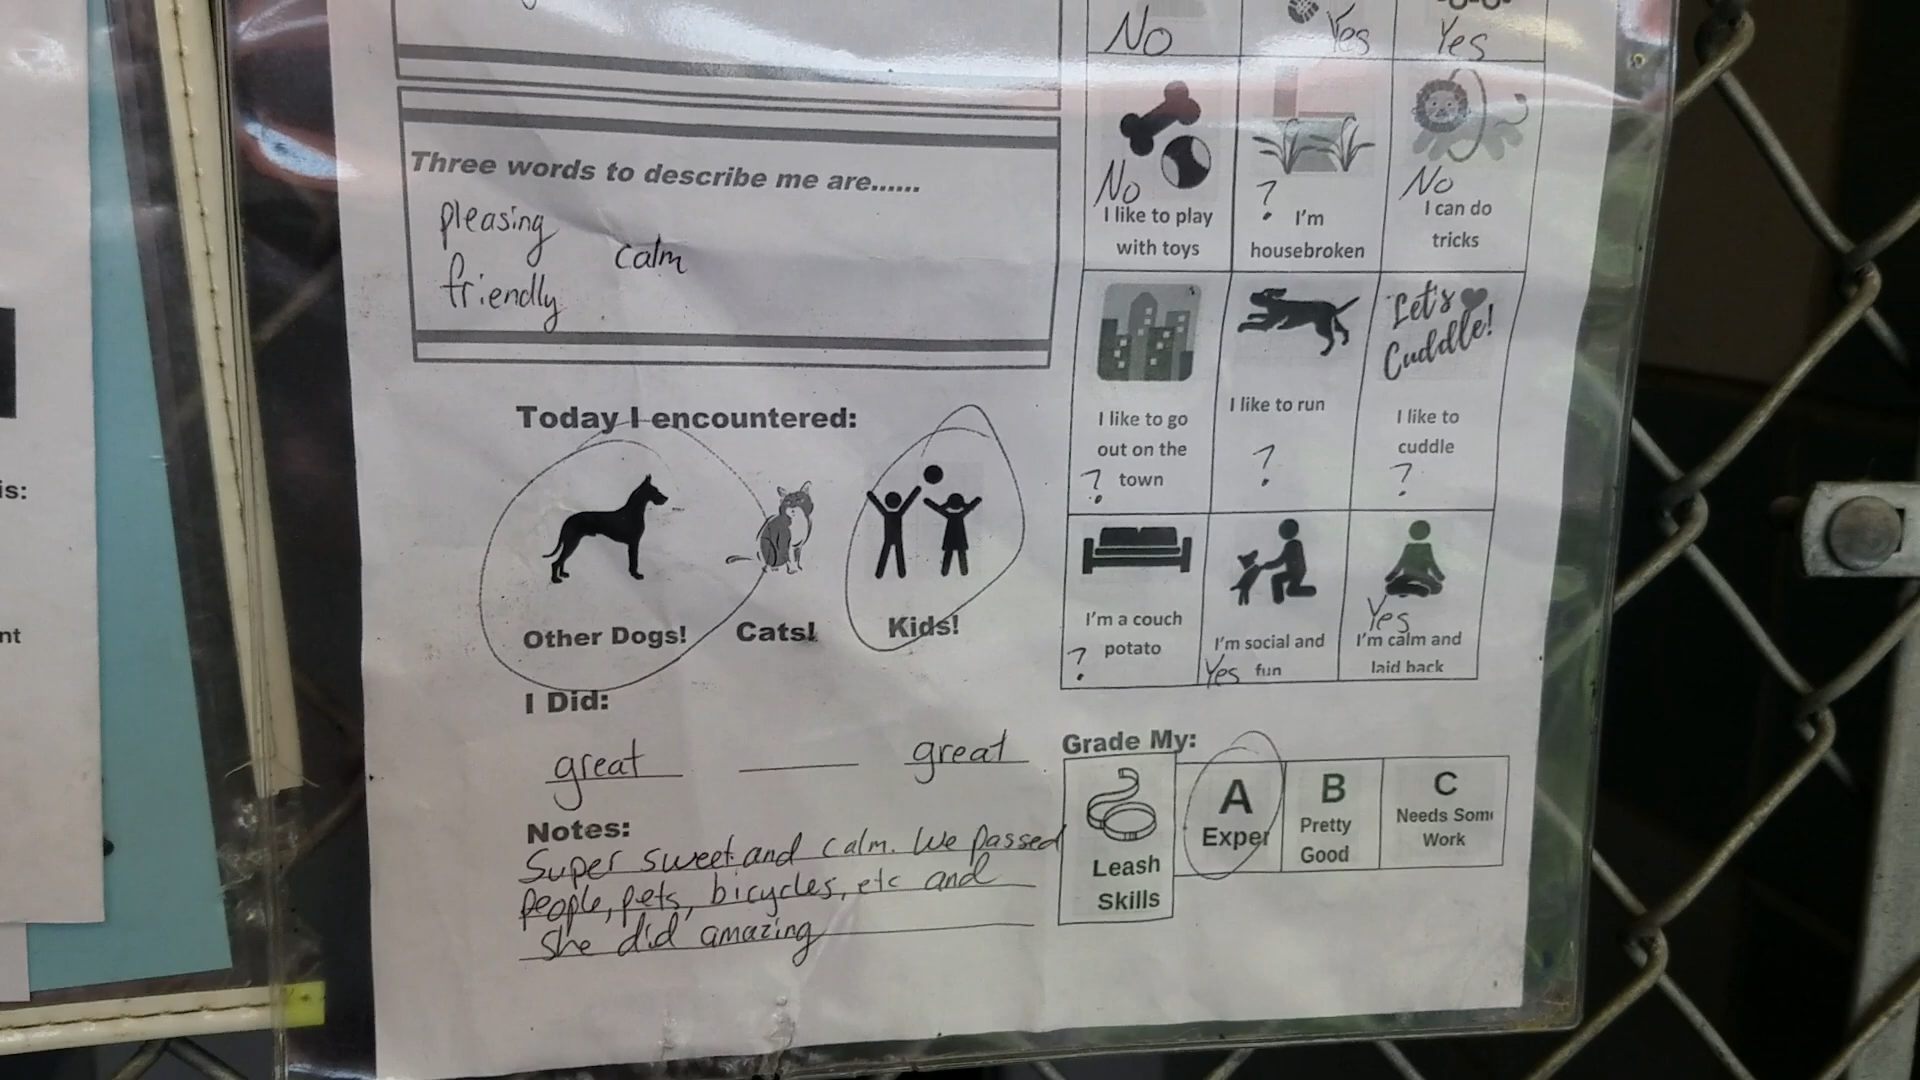 No
Yes
Yes
Three words to describe me are......
pleasing
calm
friendly
No
I like to play
with toys
?
I'm
housebroken
No
I can do
tricks
I like to go
out on the
? town
I like to run
?
Let's
Cuddle!
I like to
cuddle
?
I'm a couch
? potato
I'm social and
Yes fun
Yes
I'm calm and
laid back
Today I encountered:
Other Dogs!
Cats!
Kids!
I Did:
great
great
Notes:
Super sweet and calm. We passed
people, pets, bicycles, etc and
she did amazing
Grade My:
Leash
Skills
A
Exper
B
Pretty
Good
C
Needs Som
Work
is:
nt